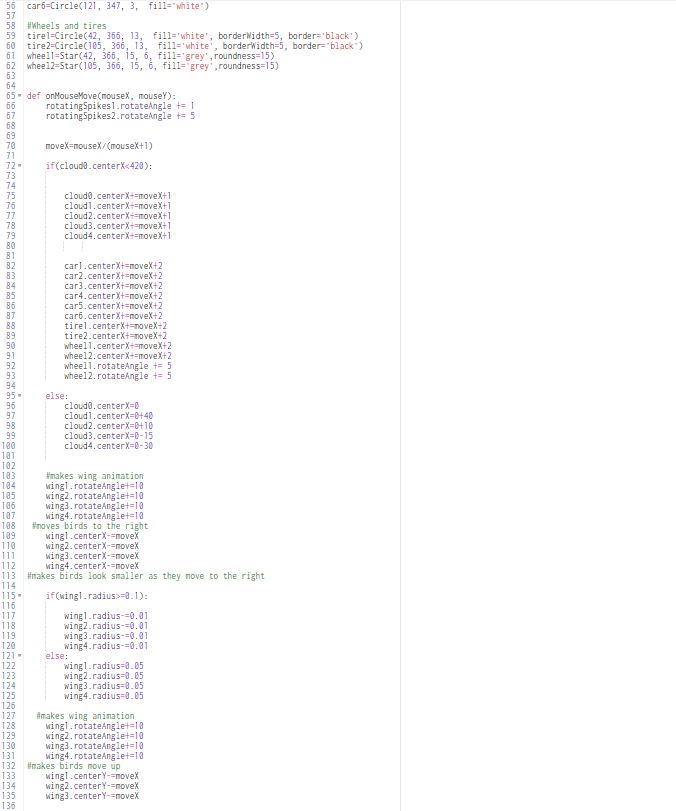 56 car6=Circle(121, 347, 3,  fill='white')
57
58 #Wheels and tires
59 tire1=Circle(42, 366, 13,  fill='white', borderWidth=5, border='black')
60 tire2=Circle(105, 366, 13,  fill='white', borderWidth=5, border='black')
61 wheel1=Star(42, 366, 15, 6, fill='grey',roundness=15)
62 wheel2=Star(105, 366, 15, 6, fill='grey',roundness=15)
63
64
65 def onMouseMove(mouseX, mouseY):
66     rotatingSpikes1.rotateAngle += 1
67     rotatingSpikes2.rotateAngle += 5
68
69
70     moveX=mouseX/(mouseX+1)
71
72     if(cloud0.centerX<420):
73
74
75         cloud0.centerX+=moveX+1
76         cloud1.centerX+=moveX+1
77         cloud2.centerX+=moveX+1
78         cloud3.centerX+=moveX+1
79         cloud4.centerX+=moveX+1
80
81
82         car1.centerX+=moveX+2
83         car2.centerX+=moveX+2
84         car3.centerX+=moveX+2
85         car4.centerX+=moveX+2
86         car5.centerX+=moveX+2
87         car6.centerX+=moveX+2
88         tire1.centerX+=moveX+2
89         tire2.centerX+=moveX+2
90         wheel1.centerX+=moveX+2
91         wheel2.centerX+=moveX+2
92         wheel1.rotateAngle += 5
93         wheel2.rotateAngle += 5
94
95     else:
96         cloud0.centerX=0
97         cloud1.centerX=0+40
98         cloud2.centerX=0+10
99         cloud3.centerX=0-15
100         cloud4.centerX=0-30
101
102
103     #makes wing animation
104     wing1.rotateAngle+=10
105     wing2.rotateAngle+=10
106     wing3.rotateAngle+=10
107     wing4.rotateAngle+=10
108  #moves birds to the right
109     wing1.centerX-=moveX
110     wing2.centerX-=moveX
111     wing3.centerX-=moveX
112     wing4.centerX-=moveX
113 #makes birds look smaller as they move to the right
114
115     if(wing1.radius>=0.1):
116
117         wing1.radius-=0.01
118         wing2.radius-=0.01
119         wing3.radius-=0.01
120         wing4.radius-=0.01
121     else:
122         wing1.radius=0.05
123         wing2.radius=0.05
124         wing3.radius=0.05
125         wing4.radius=0.05
126
127   #makes wing animation
128     wing1.rotateAngle+=10
129     wing2.rotateAngle+=10
130     wing3.rotateAngle+=10
131     wing4.rotateAngle+=10
132 #makes birds move up
133     wing1.centerY-=moveX
134     wing2.centerY-=moveX
135     wing3.centerY-=moveX
136